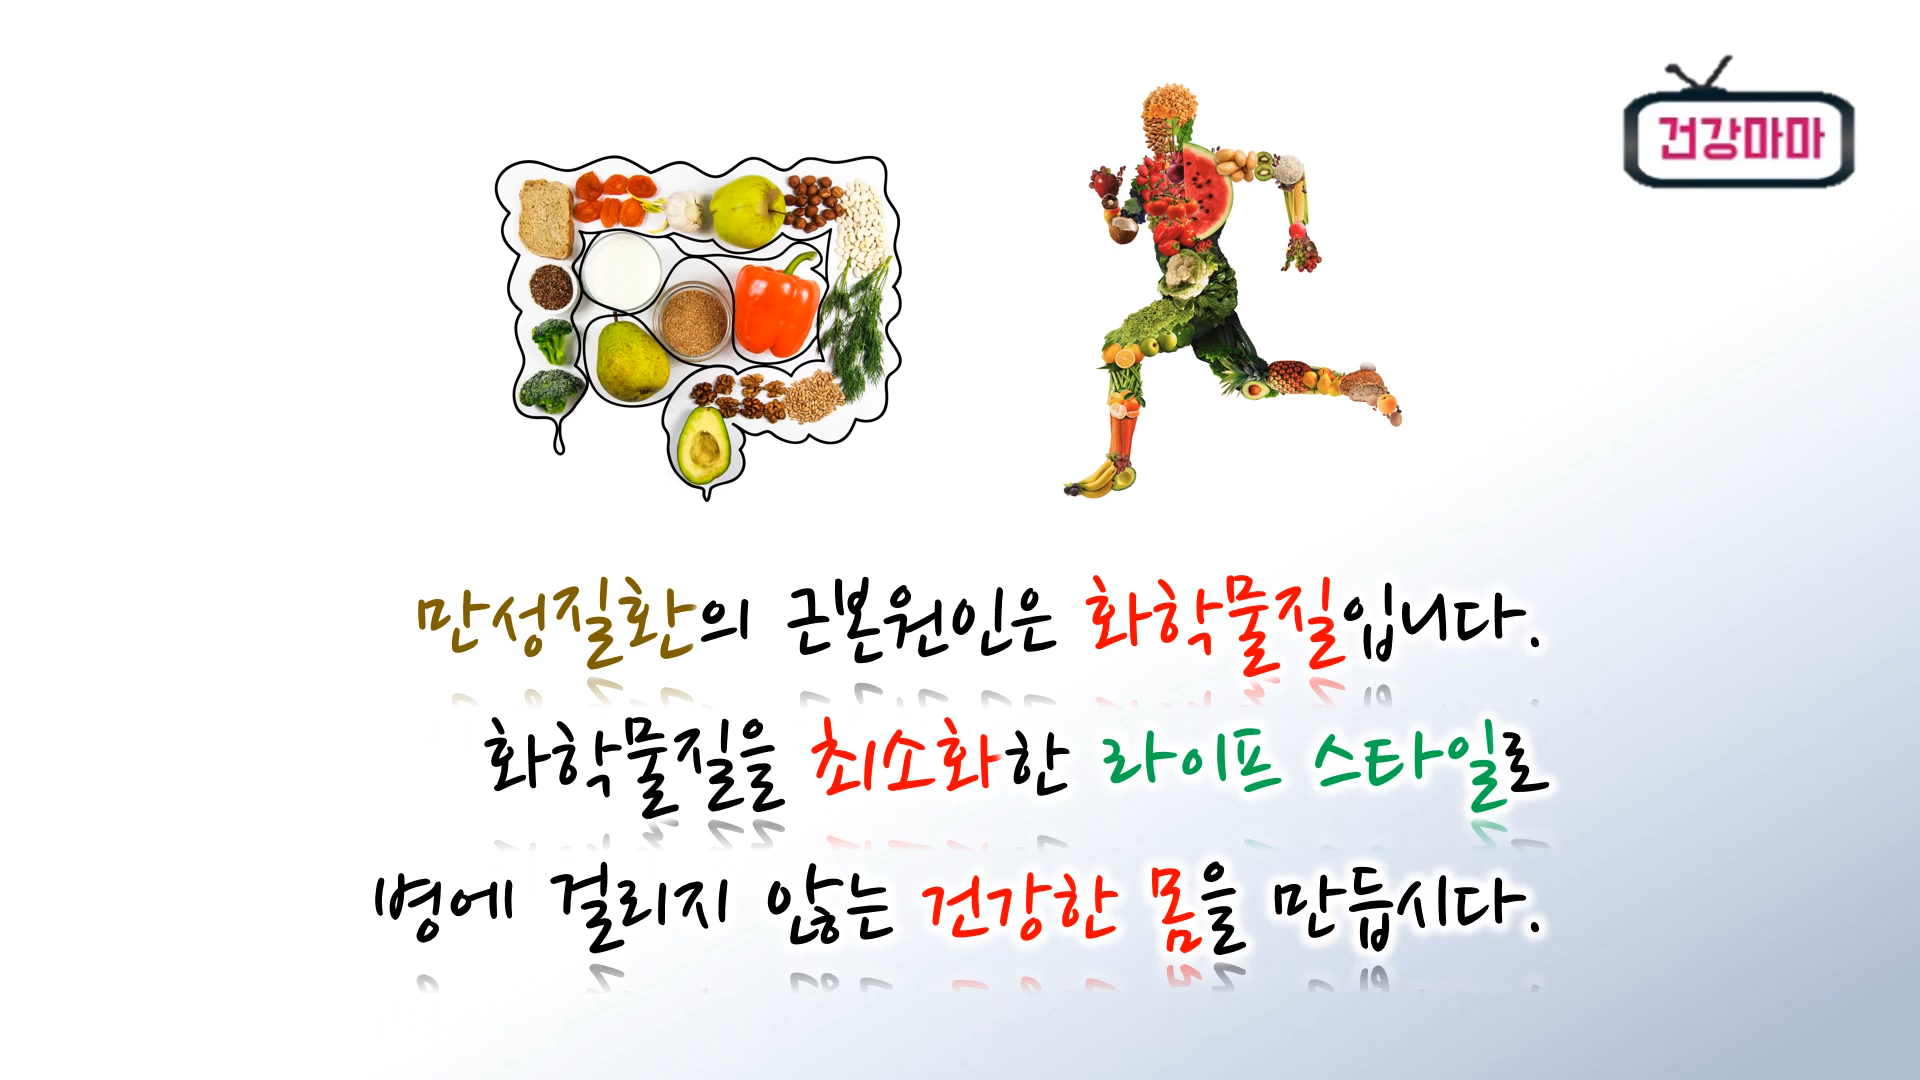 건강마마
만성질환의 근본원인은 화학물질입니다.
화학물질을 최소화한 라이프 스타일로
병에 걸리지 않는 건강한 몸을 만듭시다.